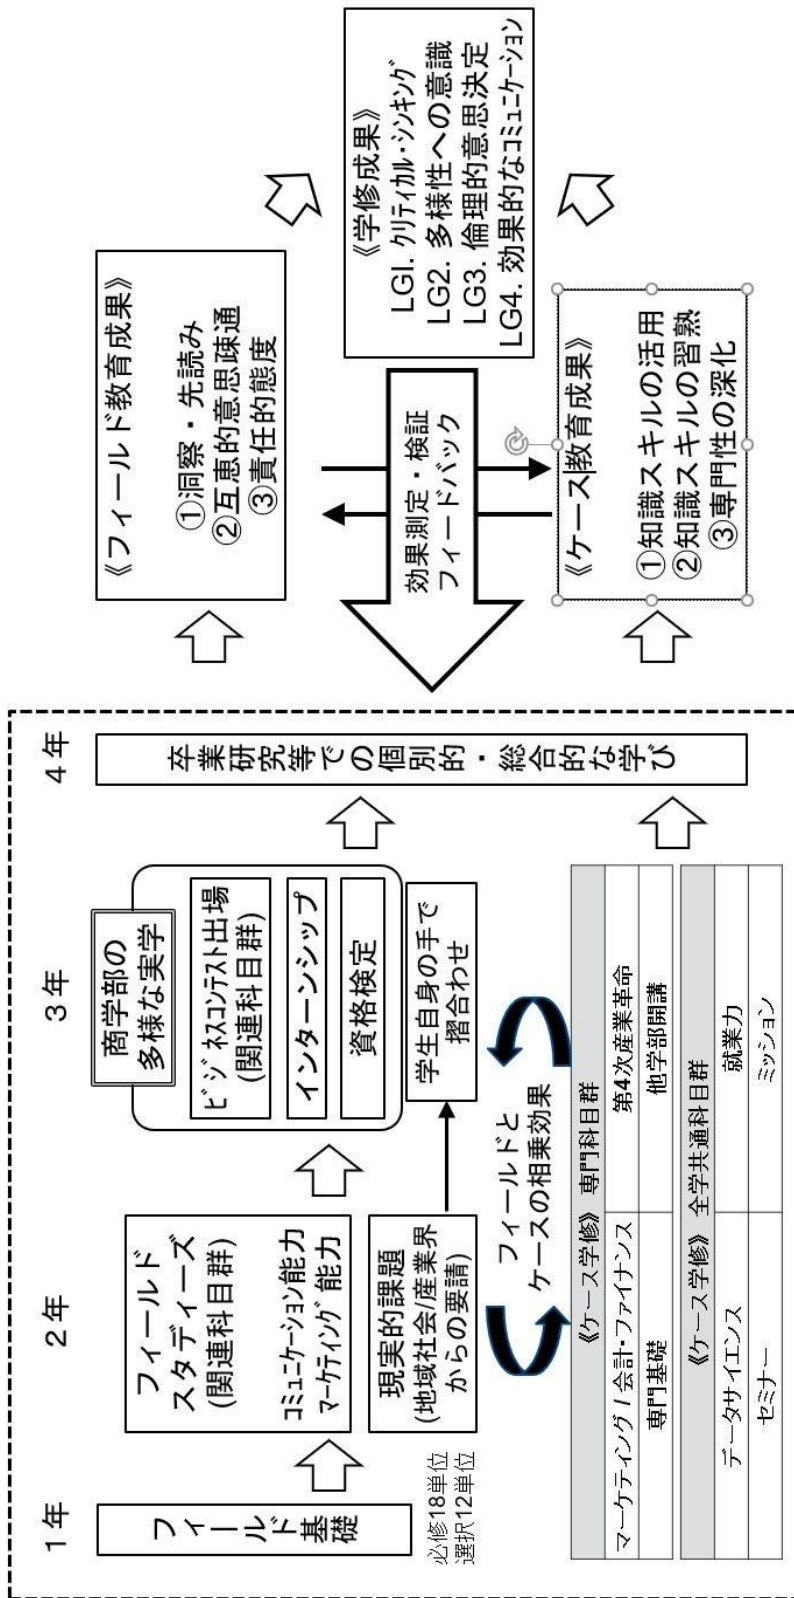 1年
2年
3年
4年
フィールド基礎
必修18単位
選択12単位
フィールド
スタディーズ
(関連科目群)
コミュニケーション能力
マーケティング能力
現実的課題
(地域社会/産業界
からの要請)
商学部の
多様な実学
ビジネスコンテスト出場
(関連科目群)
インターンシップ
資格検定
学生自身の手で
摺合わせ
フィールドと
ケースの相乗効果
《ケース学修》 専門科目群
マーケティング / 会計・ファイナンス
第4次産業革命
専門基礎
他学部開講
《ケース学修》 全学共通科目群
データサイエンス
就業力
セミナー
ミッション
卒業研究等での個別的・総合的な学び
《フィールド教育成果》
①洞察・先読み
②互恵的意思疎通
③責任的態度
効果測定・検証
フィードバック
《ケース教育成果》
①知識スキルの活用
②知識スキルの習熟
③専門性の深化
《学修成果》
LG1. クリティカル・シンキング
LG2. 多様性への意識
LG3. 倫理的意思決定
LG4. 効果的なコミュニケーション